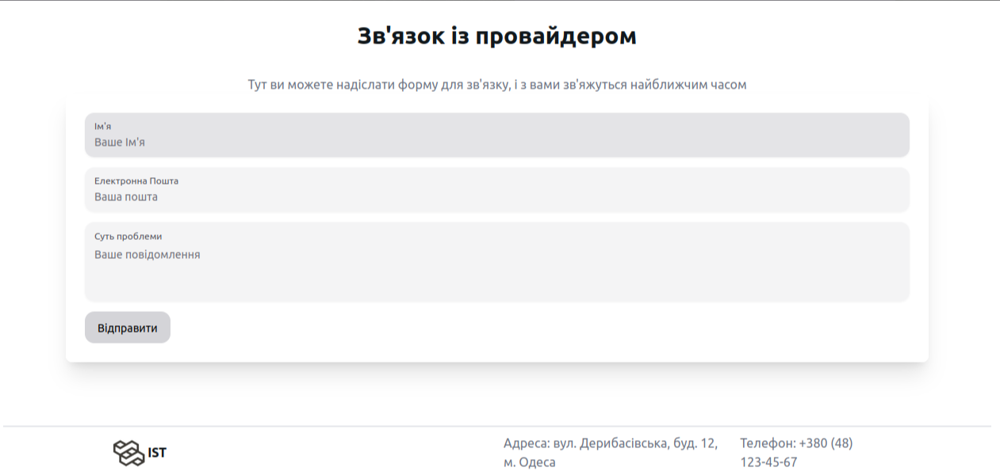 Зв'язок із провайдером
Тут ви можете надіслати форму для зв'язку, і з вами зв'яжуться найближчим часом
Ім'я
Ваше Ім'я
Електронна Пошта
Ваша пошта
Суть проблеми
Ваше повідомлення
Відправити
IST
Адреса: вул. Дерибасівська, буд. 12,
м. Одеса
Телефон: +380 (48)
123-45-67